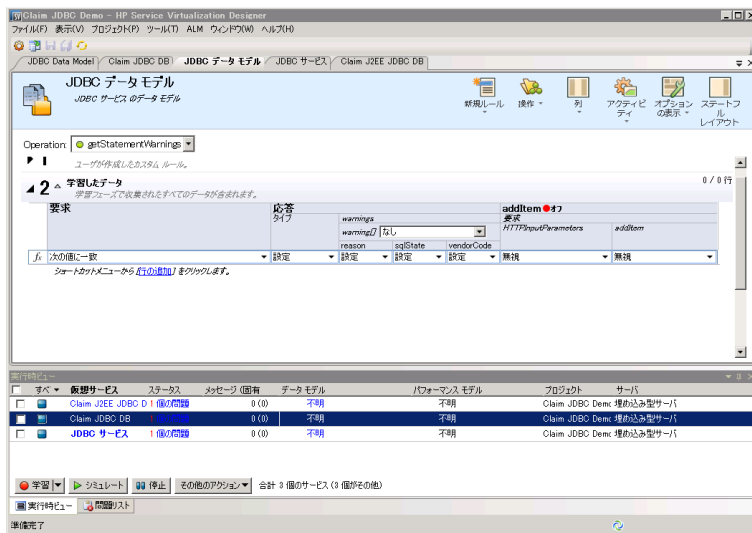 Claim JDBC Demo - HP Service Virtualization Designer
ファイル(F) 表示(V) プロジェクト(P) ツール(T) ALM ウィンドウ(W) ヘルプ(H)
JDBC Data Model Claim JDBC DB) JDBC データ モデル JDBC サービス Claim J2EE JDBC DB
JDBC データ モデル
JDBC サービス のデータ モデル
新規ルール 操作 列 アクティビティ オプションの表示 ステートフル レイアウト
Operation: getStatementWarnings
1 ユーザが作成したカスタム ルール。
2 学習したデータ 0 / 0 行
学習フェーズで収集されたすべてのデータが含まれます。
要求 応答 addItem オフ
タイプ warnings 要求
warning[] なし HTTPInputParameters addItem
reason sqlState vendorCode
fx 次の値に一致 設定 設定 設定 設定 無視 無視
ショートカットメニューから [行の追加] をクリックします。
実行時ビュー
すべ 仮想サービス ステータス メッセージ (固有 データ モデル パフォーマンス モデル プロジェクト サーバ
Claim J2EE JDBC D 1 個の問題 0 (0) 不明 不明 Claim JDBC Demc 埋め込み型サーバ
Claim JDBC DB 1 個の問題 0 (0) 不明 不明 Claim JDBC Demc 埋め込み型サーバ
JDBC サービス 1 個の問題 0 (0) 不明 不明 Claim JDBC Demc 埋め込み型サーバ
学習 シミュレート 停止 その他のアクション 合計 3 個のサービス (3 個がその他)
実行時ビュー 問題リスト
準備完了